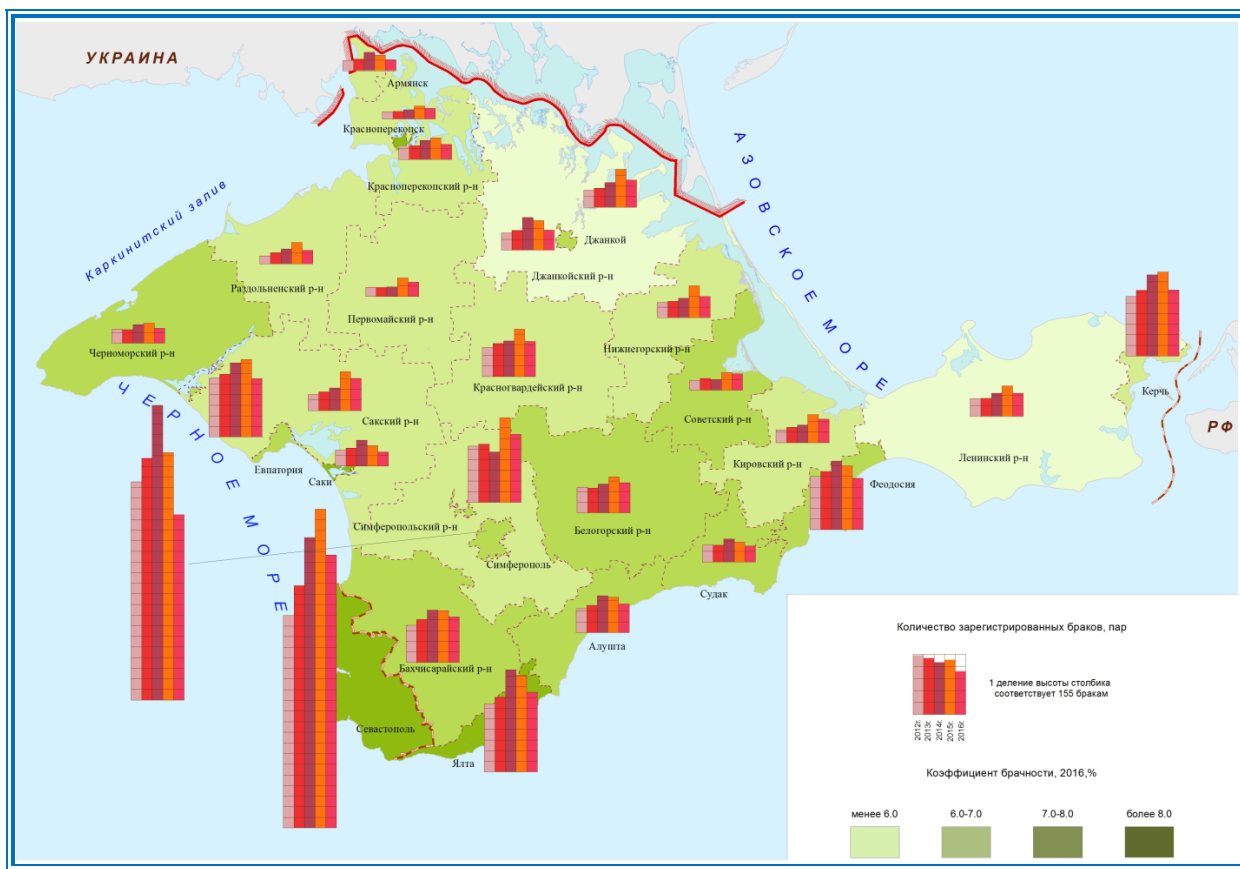 УКРАИНА
Армянск
Красноперекопск
Красноперекопский р-н
Каркинитский залив
АЗОВСКОЕ МОРЕ
Джанкой
Джанкойский р-н
Раздольненский р-н
Первомайский р-н
Черноморский р-н
Нижнегорский р-н
Красногвардейский р-н
Сакский р-н
Советский р-н
Керчь
РФ
ЧЕРНОЕ МОРЕ
Евпатория
Саки
Кировский р-н
Ленинский р-н
Феодосия
Симферопольский р-н
Белогорский р-н
Симферополь
Судак
Алушта
Бахчисарайский р-н
Севастополь
Ялта
Количество зарегистрированных браков, пар
1 деление высоты столбика
соответствует 155 бракам
2012г.
2013г.
2014г.
2015г.
2016г.
Коэффициент брачности, 2016,%
менее 6.0
6.0-7.0
7.0-8.0
более 8.0